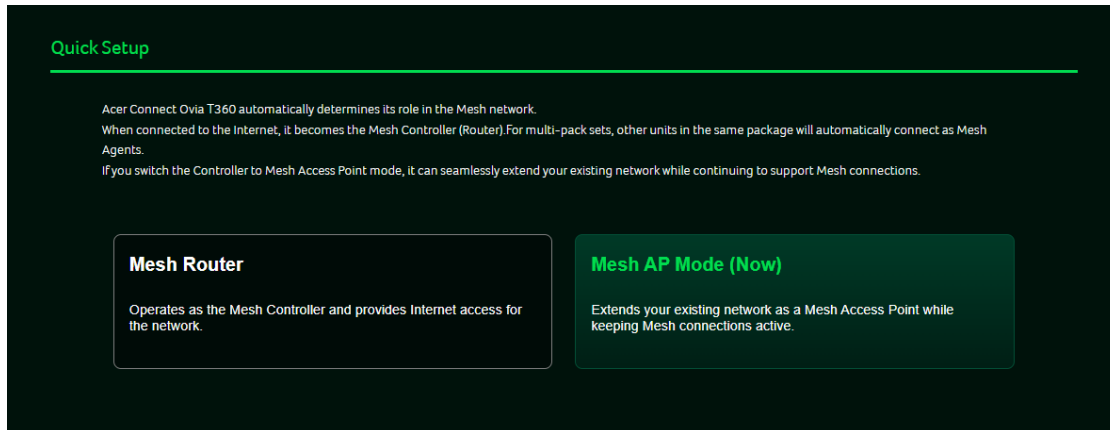 Quick Setup
Acer Connect Ovia T360 automatically determines its role in the Mesh network.
When connected to the Internet, it becomes the Mesh Controller (Router).For multi-pack sets, other units in the same package will automatically connect as Mesh
Agents.
If you switch the Controller to Mesh Access Point mode, it can seamlessly extend your existing network while continuing to support Mesh connections.
Mesh Router
Operates as the Mesh Controller and provides Internet access for
the network.
Mesh AP Mode (Now)
Extends your existing network as a Mesh Access Point while
keeping Mesh connections active.